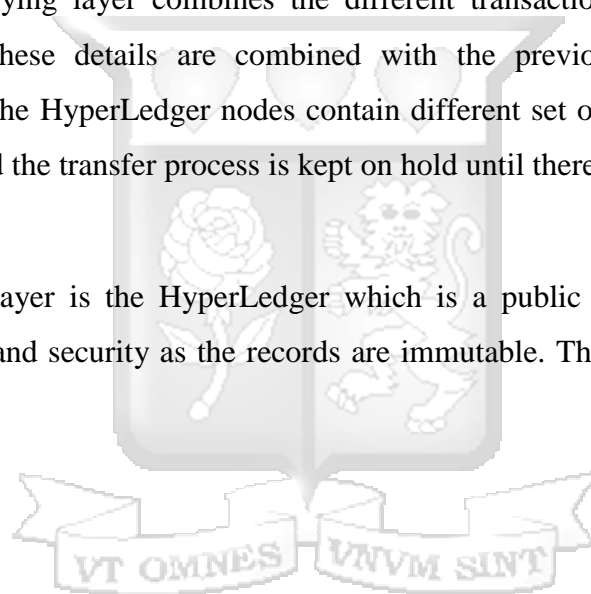 ying layer combines the different transaction
hese details are combined with the previo
he HyperLedger nodes contain different set o
the transfer process is kept on hold until there
ayer is the HyperLedger which is a public
and security as the records are immutable. Th
VT OMNES VNVM SINT